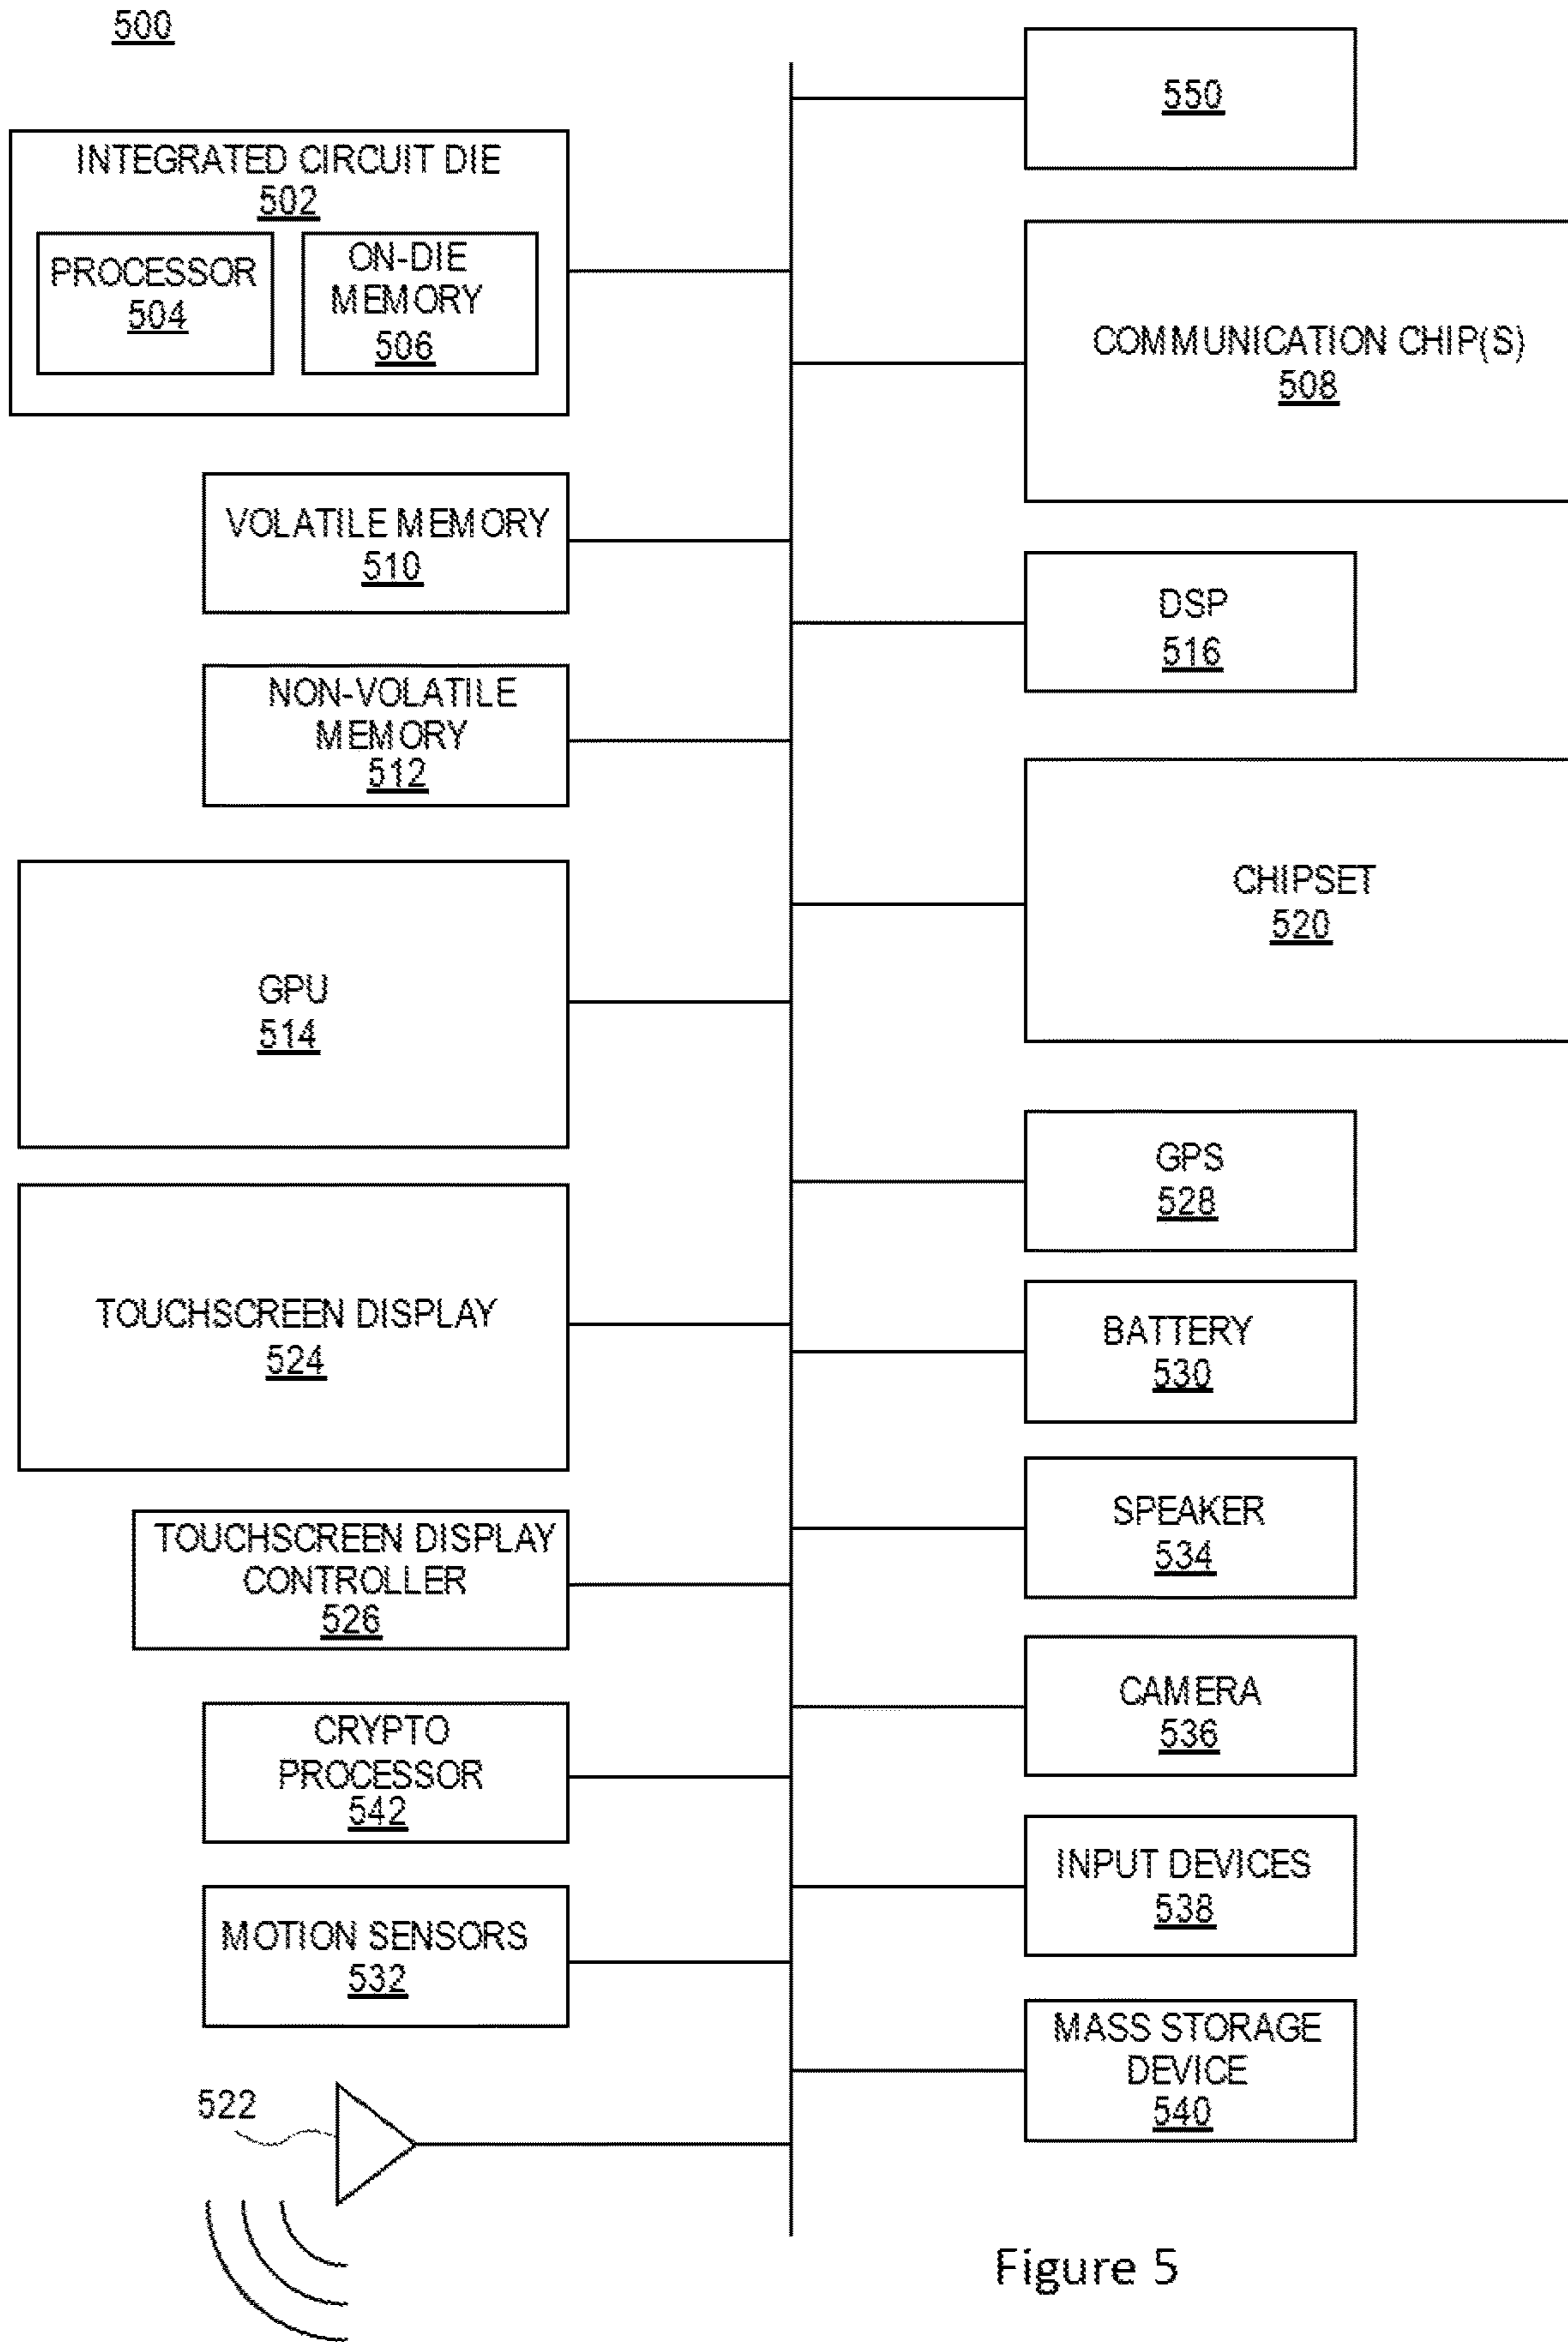 500
INTEGRATED CIRCUIT DIE
502
PROCESSOR
504
ON-DIE
MEMORY
506
VOLATILE MEMORY
510
NON-VOLATILE
MEMORY
512
GPU
514
TOUCHSCREEN DISPLAY
524
TOUCHSCREEN DISPLAY
CONTROLLER
526
CRYPTO
PROCESSOR
542
MOTION SENSORS
532
522
550
COMMUNICATION CHIP(S)
508
DSP
516
CHIPSET
520
GPS
528
BATTERY
530
SPEAKER
534
CAMERA
536
INPUT DEVICES
538
MASS STORAGE
DEVICE
540
Figure 5